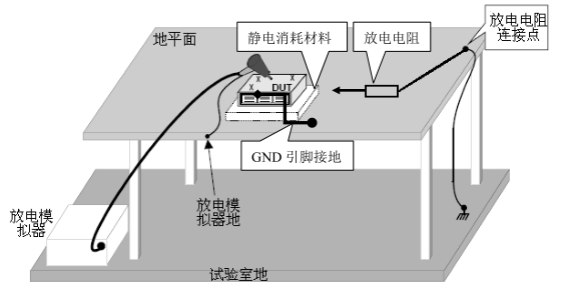 放电电阻
连接点
地平面
静电消耗材料
放电电阻
x
x
x
x
DUT
GND 引脚接地
放电模
拟器地
放电模
拟器
试验室地